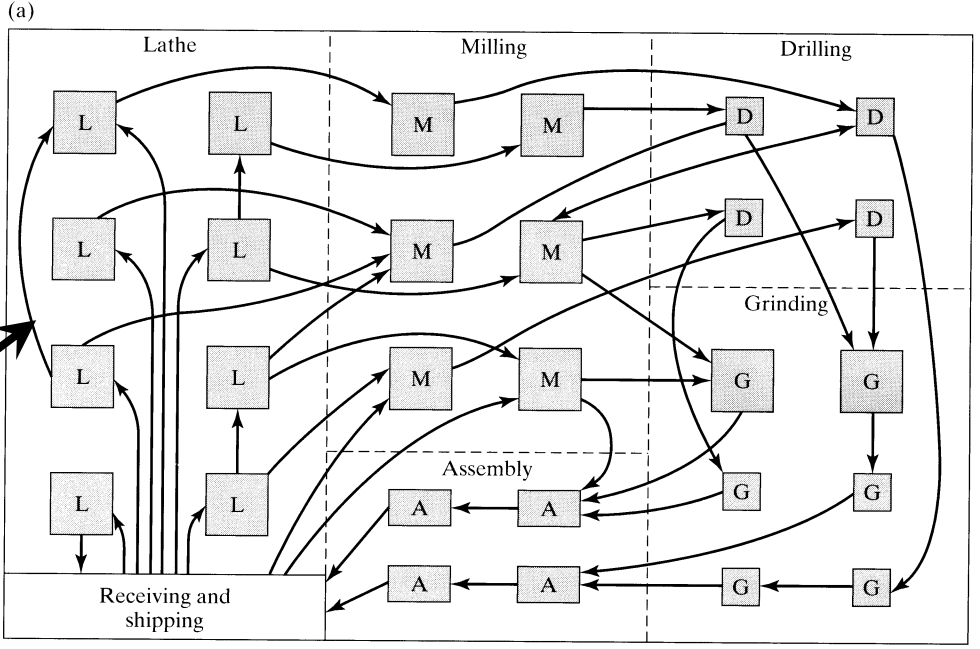 (a)
Lathe Milling Drilling
L L M M D D
L L M M D D
Grinding
L L M M G G
Assembly
L L A A G G
Receiving and
shipping
A A G G